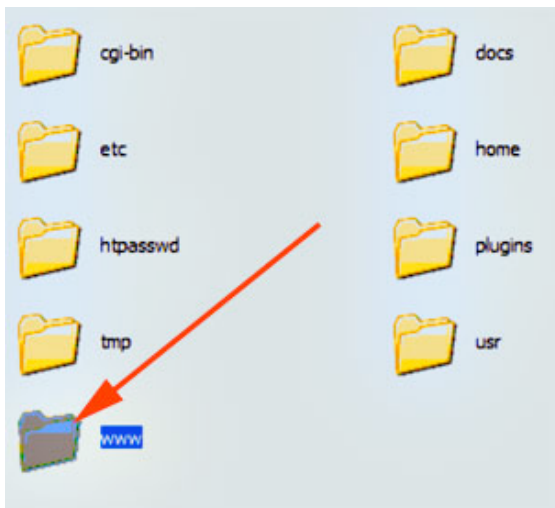 cgi-bin
docs
etc
home
htpasswd
plugins
tmp
usr
www